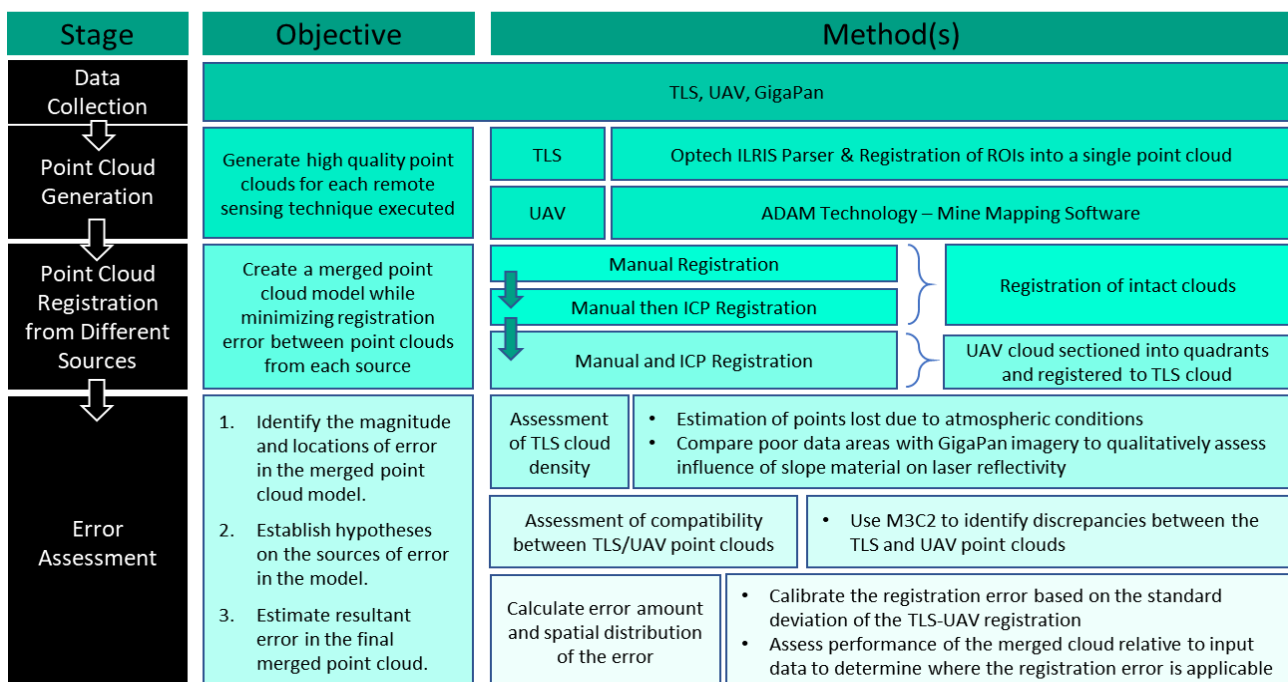 Stage
Objective
Method(s)
Data
Collection
TLS, UAV, GigaPan
Point Cloud
Generation
Generate high quality point
clouds for each remote
sensing technique executed
TLS
Optech ILRIS Parser & Registration of ROIs into a single point cloud
UAV
ADAM Technology – Mine Mapping Software
Point Cloud
Registration
from Different
Sources
Create a merged point
cloud model while
minimizing registration
error between point clouds
from each source
Manual Registration
Manual then ICP Registration
Registration of intact clouds
Manual and ICP Registration
UAV cloud sectioned into quadrants
and registered to TLS cloud
Error
Assessment
1. Identify the magnitude
and locations of error
in the merged point
cloud model.
2. Establish hypotheses
on the sources of error
in the model.
3. Estimate resultant
error in the final
merged point cloud.
Assessment
of TLS cloud
density
• Estimation of points lost due to atmospheric conditions
• Compare poor data areas with GigaPan imagery to qualitatively assess
influence of slope material on laser reflectivity
Assessment of compatibility
between TLS/UAV point clouds
• Use M3C2 to identify discrepancies between the
TLS and UAV point clouds
Calculate error amount
and spatial distribution
of the error
• Calibrate the registration error based on the standard
deviation of the TLS-UAV registration
• Assess performance of the merged cloud relative to input
data to determine where the registration error is applicable